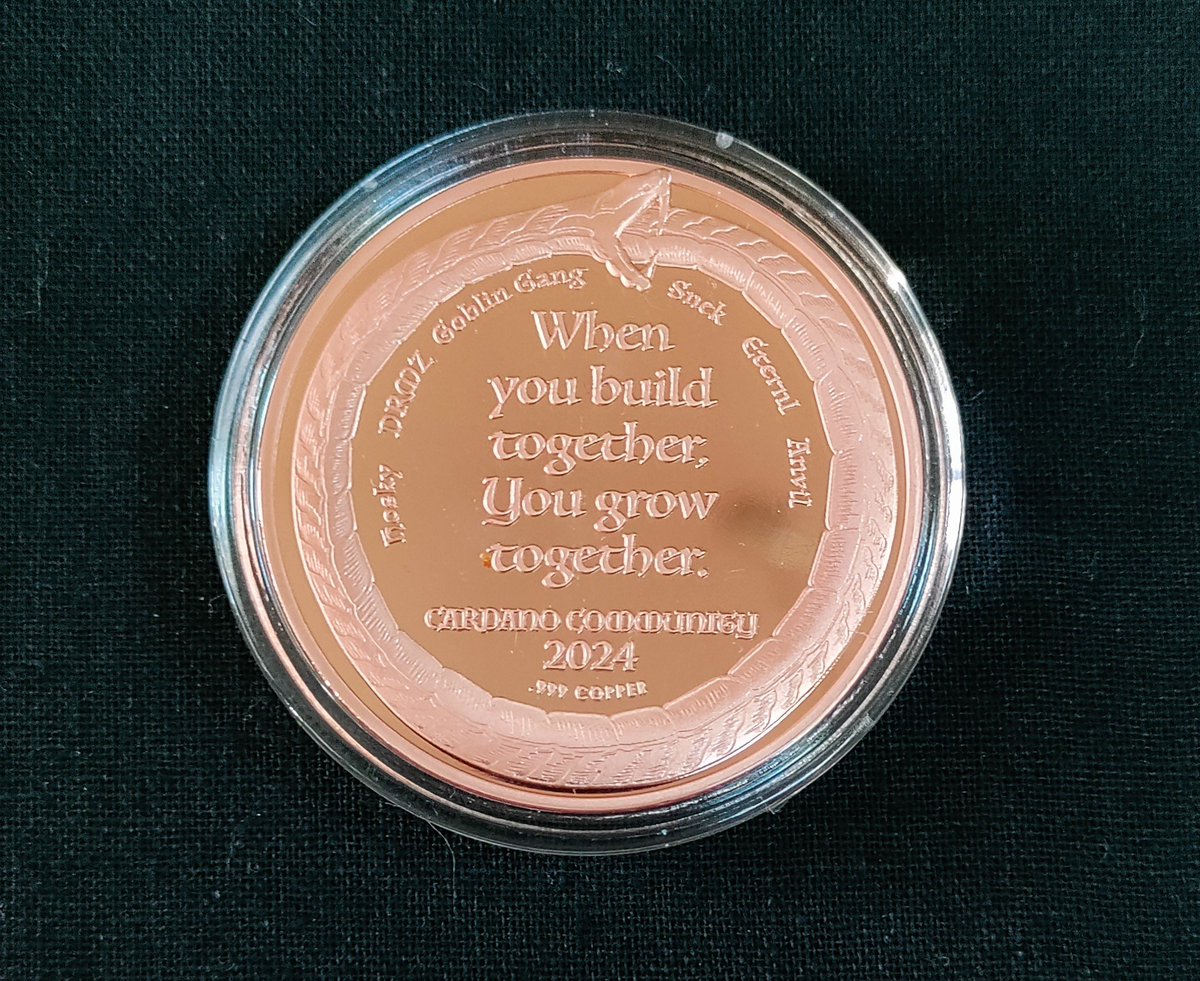 Hosky DRMZ Goblin Gang Snek Eternl Anvil
When
you build
together,
You grow
together.
CARDANO COMMUNITY
2024
.999 COPPER